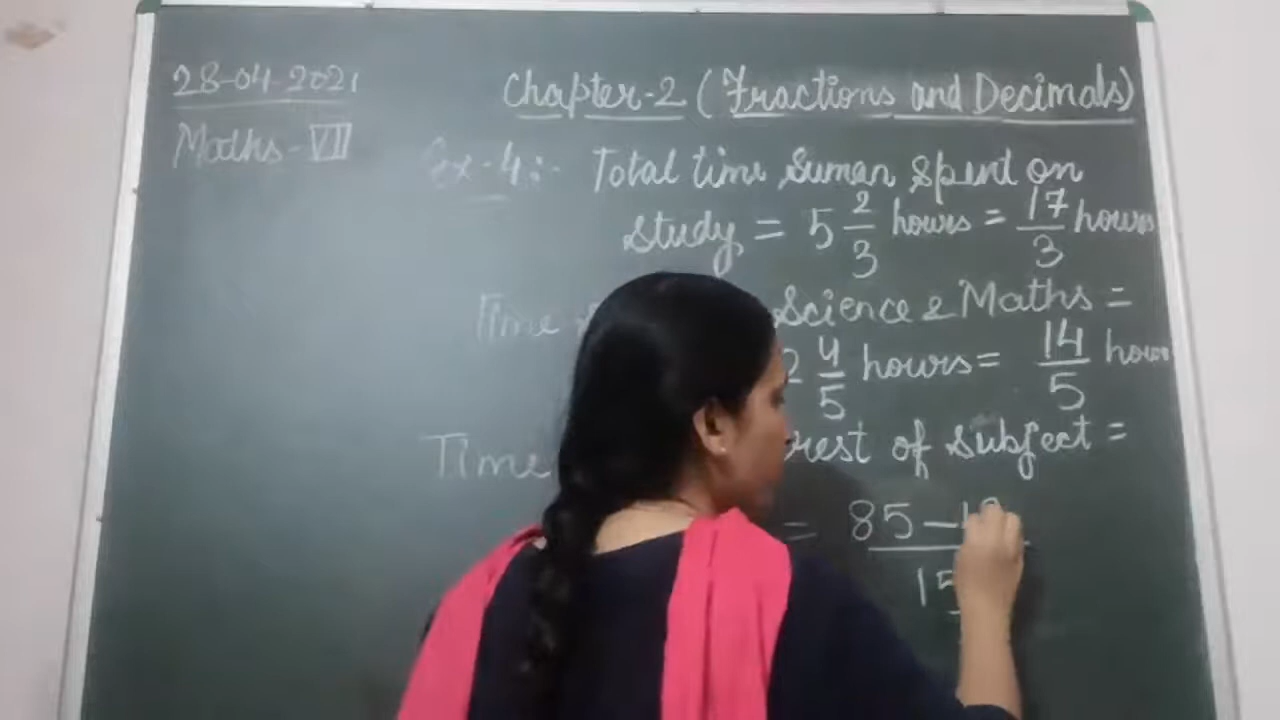 28-04-2021
Chapter-2 (Fractions and Decimals)
Maths-VII
Ex-4:- Total time Suman spent on
study = 5 2/3 hours = 17/3 hours
Time Science & Maths =
2 4/5 hours = 14/5 hours
Time rest of subject =
= 85-1
15